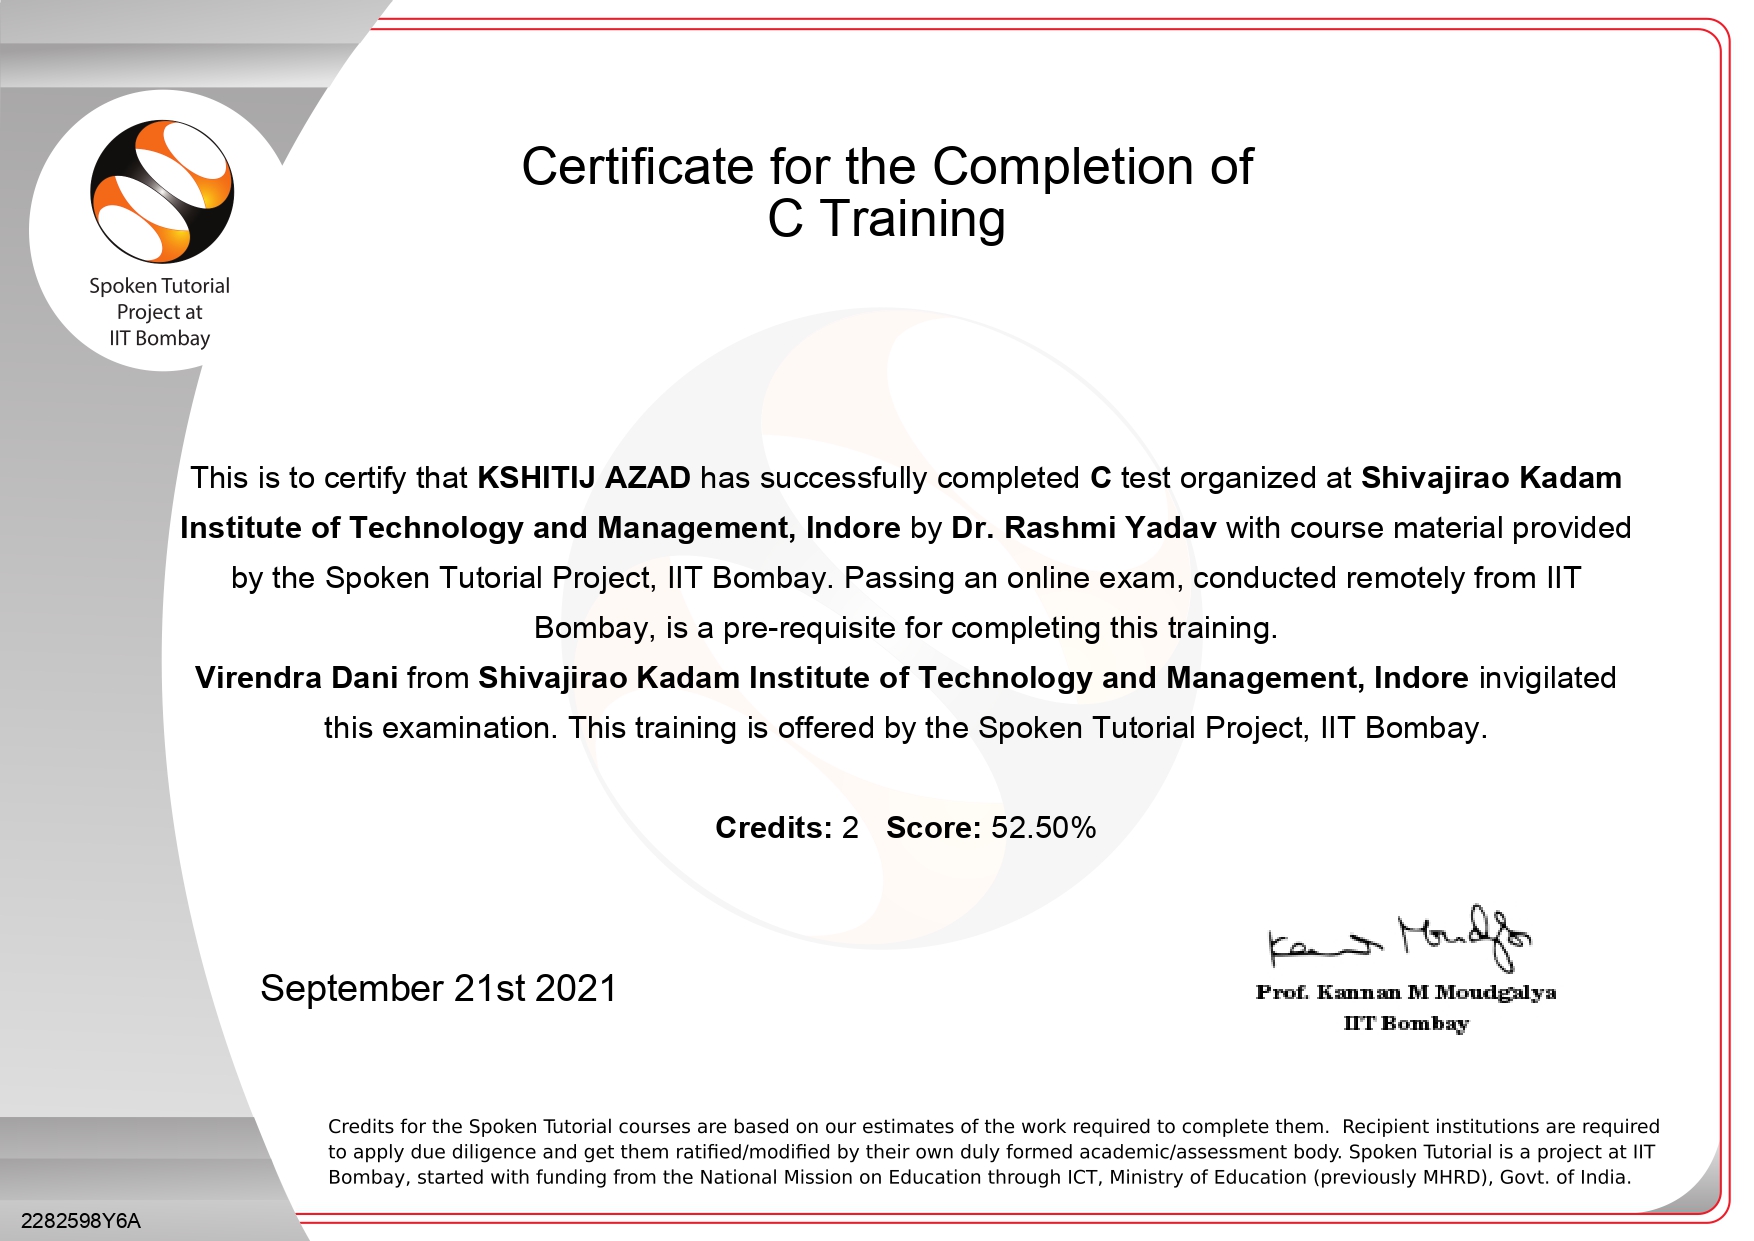 Certificate for the Completion of
C Training
Spoken Tutorial
Project at
IIT Bombay
This is to certify that KSHITIJ AZAD has successfully completed C test organized at Shivajirao Kadam
Institute of Technology and Management, Indore by Dr. Rashmi Yadav with course material provided
by the Spoken Tutorial Project, IIT Bombay. Passing an online exam, conducted remotely from IIT
Bombay, is a pre-requisite for completing this training.
Virendra Dani from Shivajirao Kadam Institute of Technology and Management, Indore invigilated
this examination. This training is offered by the Spoken Tutorial Project, IIT Bombay.
Credits: 2 Score: 52.50%
Kannan Moudgalya
September 21st 2021
Prof. Kannan M Moudgalya
IIT Bombay
Credits for the Spoken Tutorial courses are based on our estimates of the work required to complete them. Recipient institutions are required
to apply due diligence and get them ratified/modified by their own duly formed academic/assessment body. Spoken Tutorial is a project at IIT
Bombay, started with funding from the National Mission on Education through ICT, Ministry of Education (previously MHRD), Govt. of India.
2282598Y6A